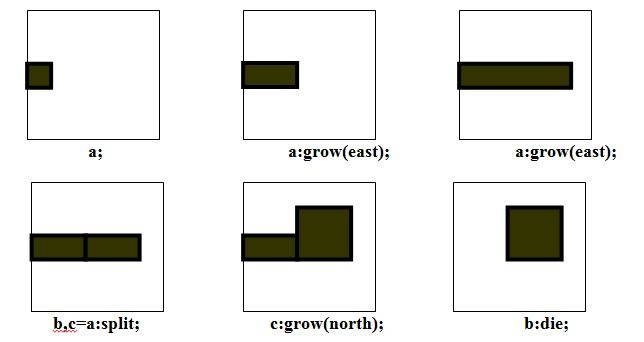 a;
a:grow(east);
a:grow(east);
b,c=a:split;
c:grow(north);
b:die;